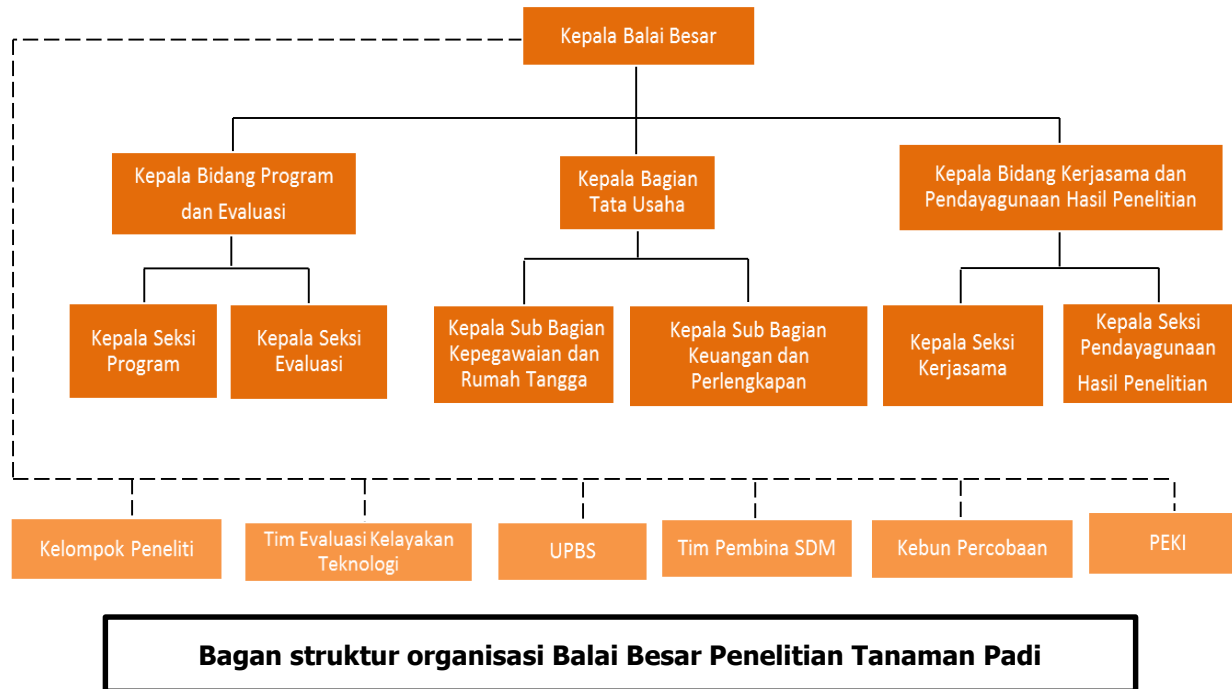 Kepala Balai Besar
Kepala Bidang Program
dan Evaluasi
Kepala Bagian
Tata Usaha
Kepala Bidang Kerjasama dan
Pendayagunaan Hasil Penelitian
Kepala Seksi
Program
Kepala Seksi
Evaluasi
Kepala Sub Bagian
Kepegawaian dan
Rumah Tangga
Kepala Sub Bagian
Keuangan dan
Perlengkapan
Kepala Seksi
Kerjasama
Kepala Seksi
Pendayagunaan
Hasil Penelitian
Kelompok Peneliti
Tim Evaluasi Kelayakan
Teknologi
UPBS
Tim Pembina SDM
Kebun Percobaan
PEKI
Bagan struktur organisasi Balai Besar Penelitian Tanaman Padi